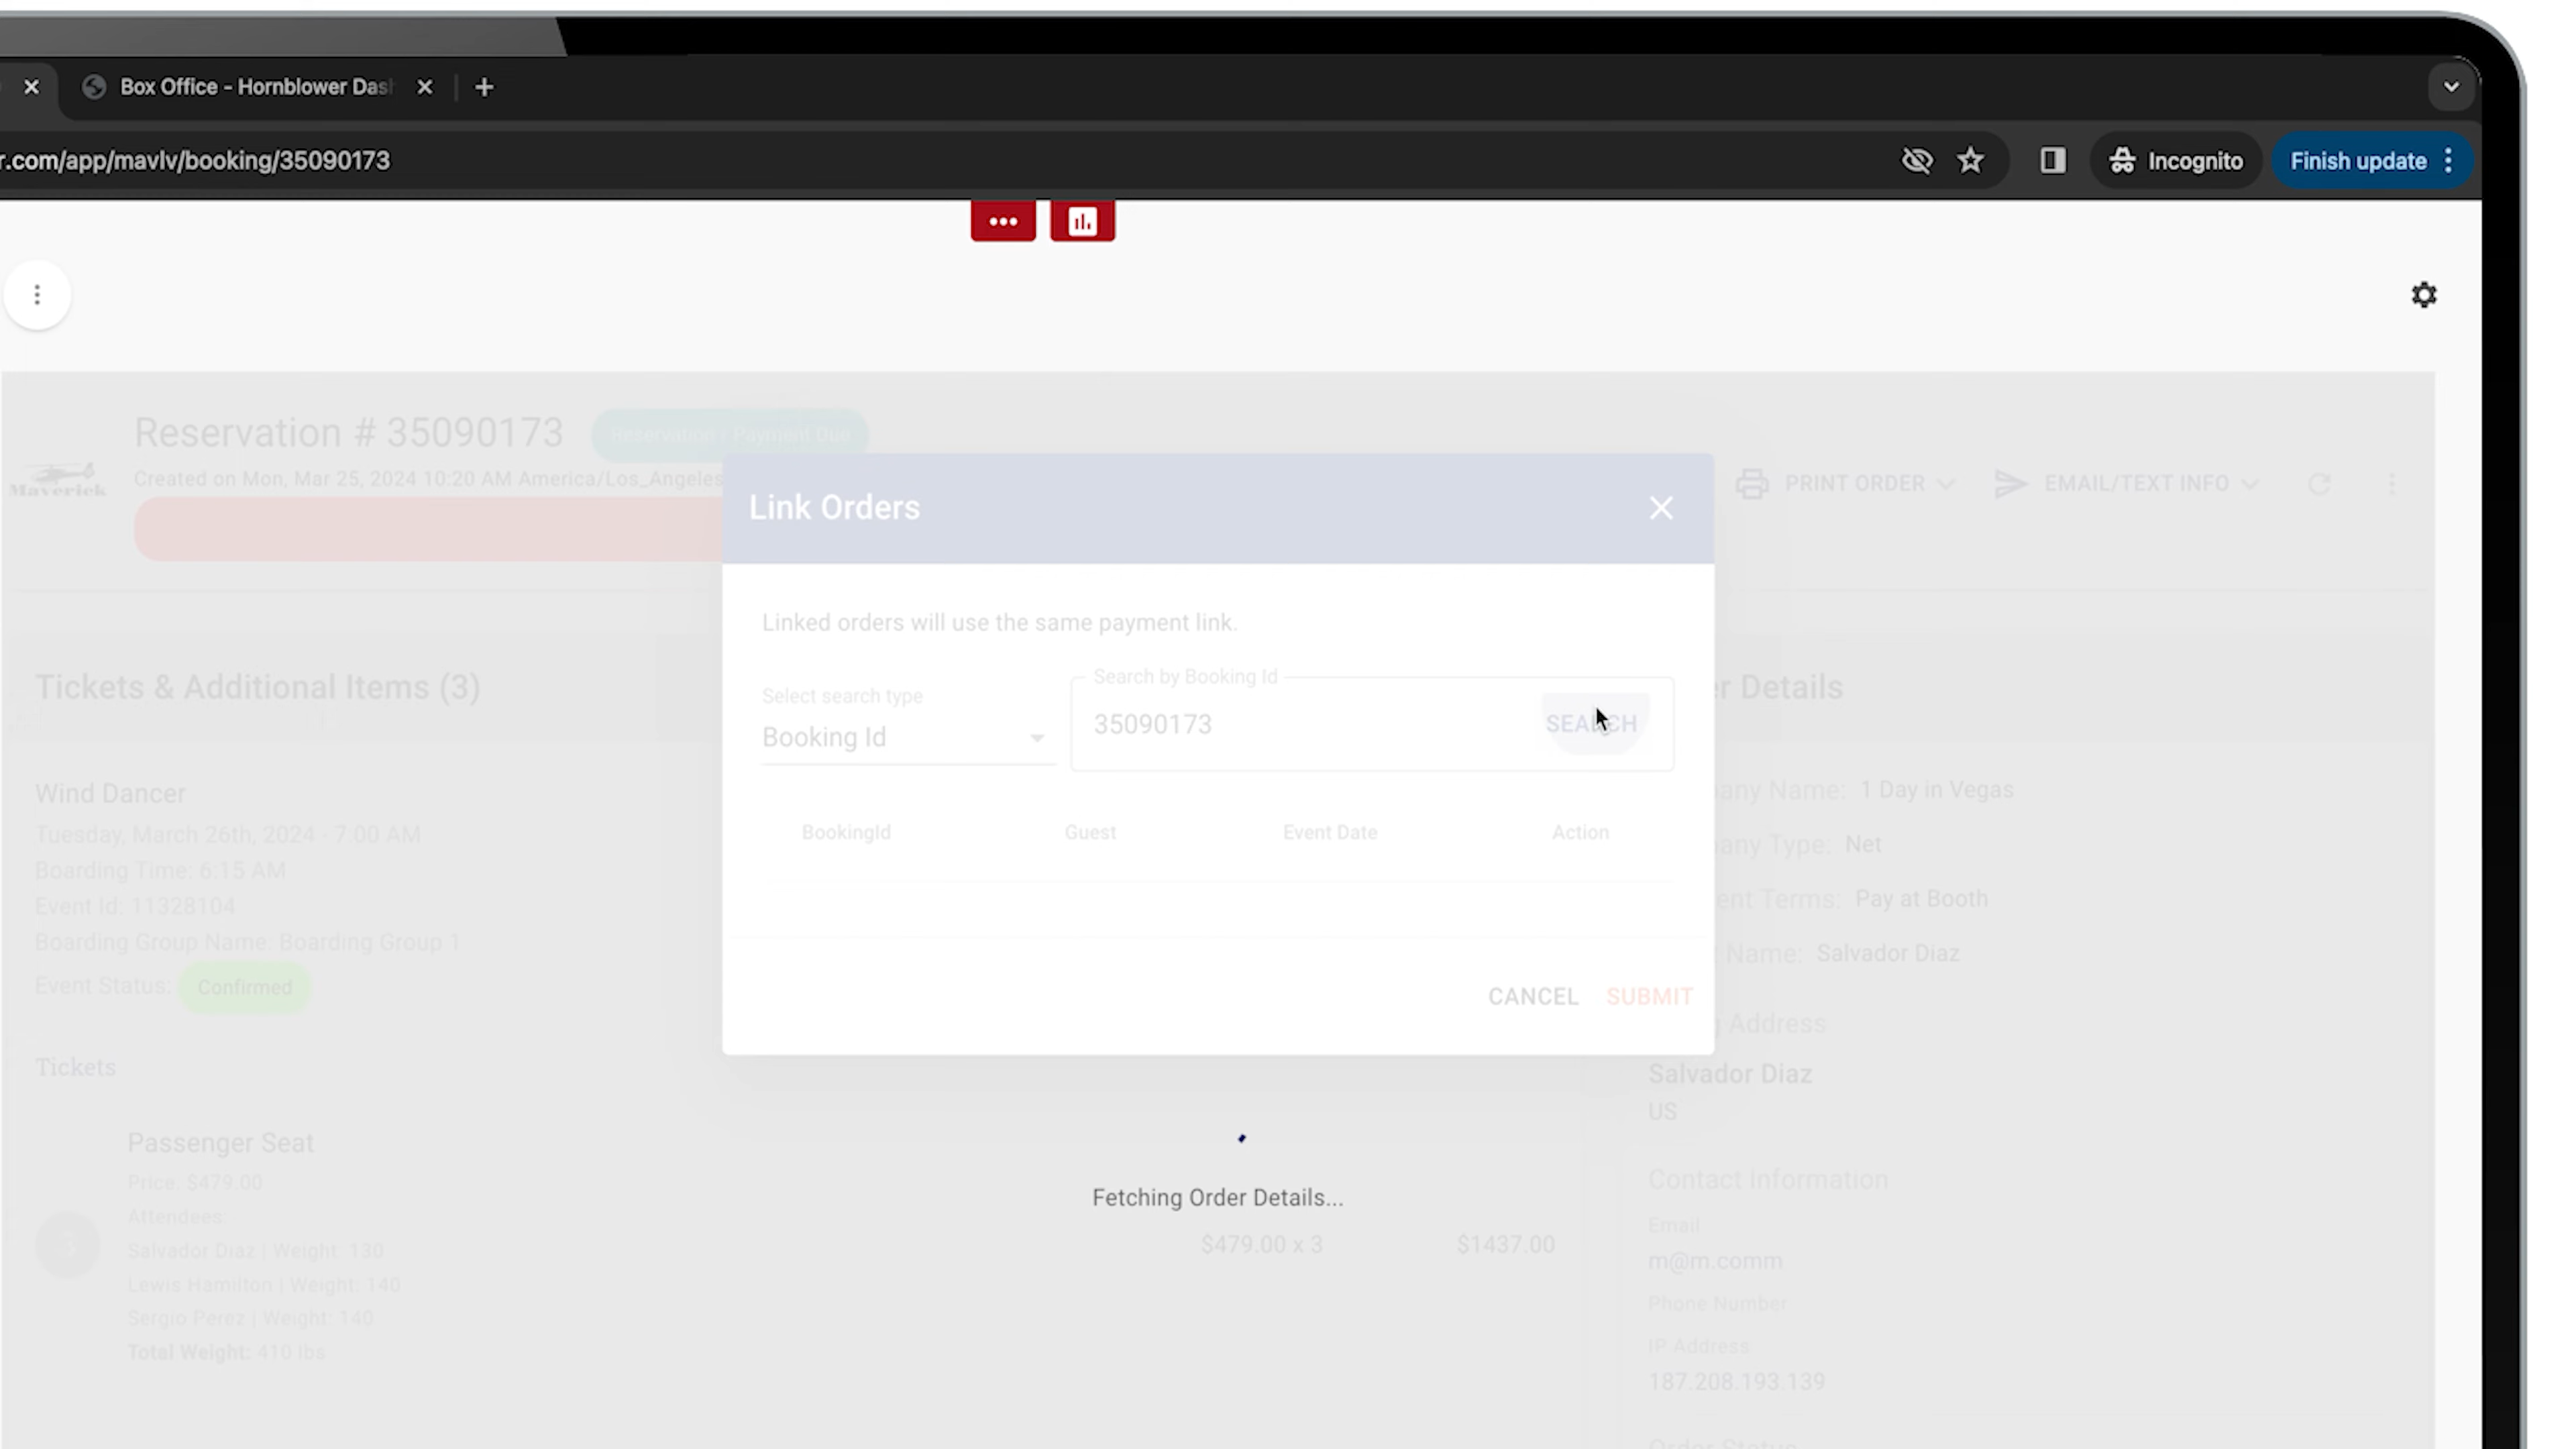 Box Office - Hornblower Das
r.com/app/mavlv/booking/35090173
Incognito
Finish update
Reservation # 35090173
Reservation - Payment Due
Created on Mon, Mar 25, 2024 10:20 AM America/Los_Angeles
Maverick
PRINT ORDER
EMAIL/TEXT INFO
Link Orders
Linked orders will use the same payment link.
Select search type
Booking Id
Search by Booking Id
35090173
SEARCH
BookingId
Guest
Event Date
Action
CANCEL
SUBMIT
Tickets & Additional Items (3)
Wind Dancer
Tuesday, March 26th, 2024 - 7:00 AM
Boarding Time: 6:15 AM
Event Id: 11328104
Boarding Group Name: Boarding Group 1
Event Status: Confirmed
Tickets
Passenger Seat
Price: $479.00
Attendees:
3
Salvador Diaz | Weight: 130
Lewis Hamilton | Weight: 140
Sergio Perez | Weight: 140
Total Weight: 410 lbs
Fetching Order Details...
$479.00 x 3
$1437.00
r Details
any Name: 1 Day in Vegas
any Type: Net
ent Terms: Pay at Booth
Name: Salvador Diaz
Address
Salvador Diaz
US
Contact Information
Email
m@m.comm
Phone Number
IP Address
187.208.193.139
Order Status